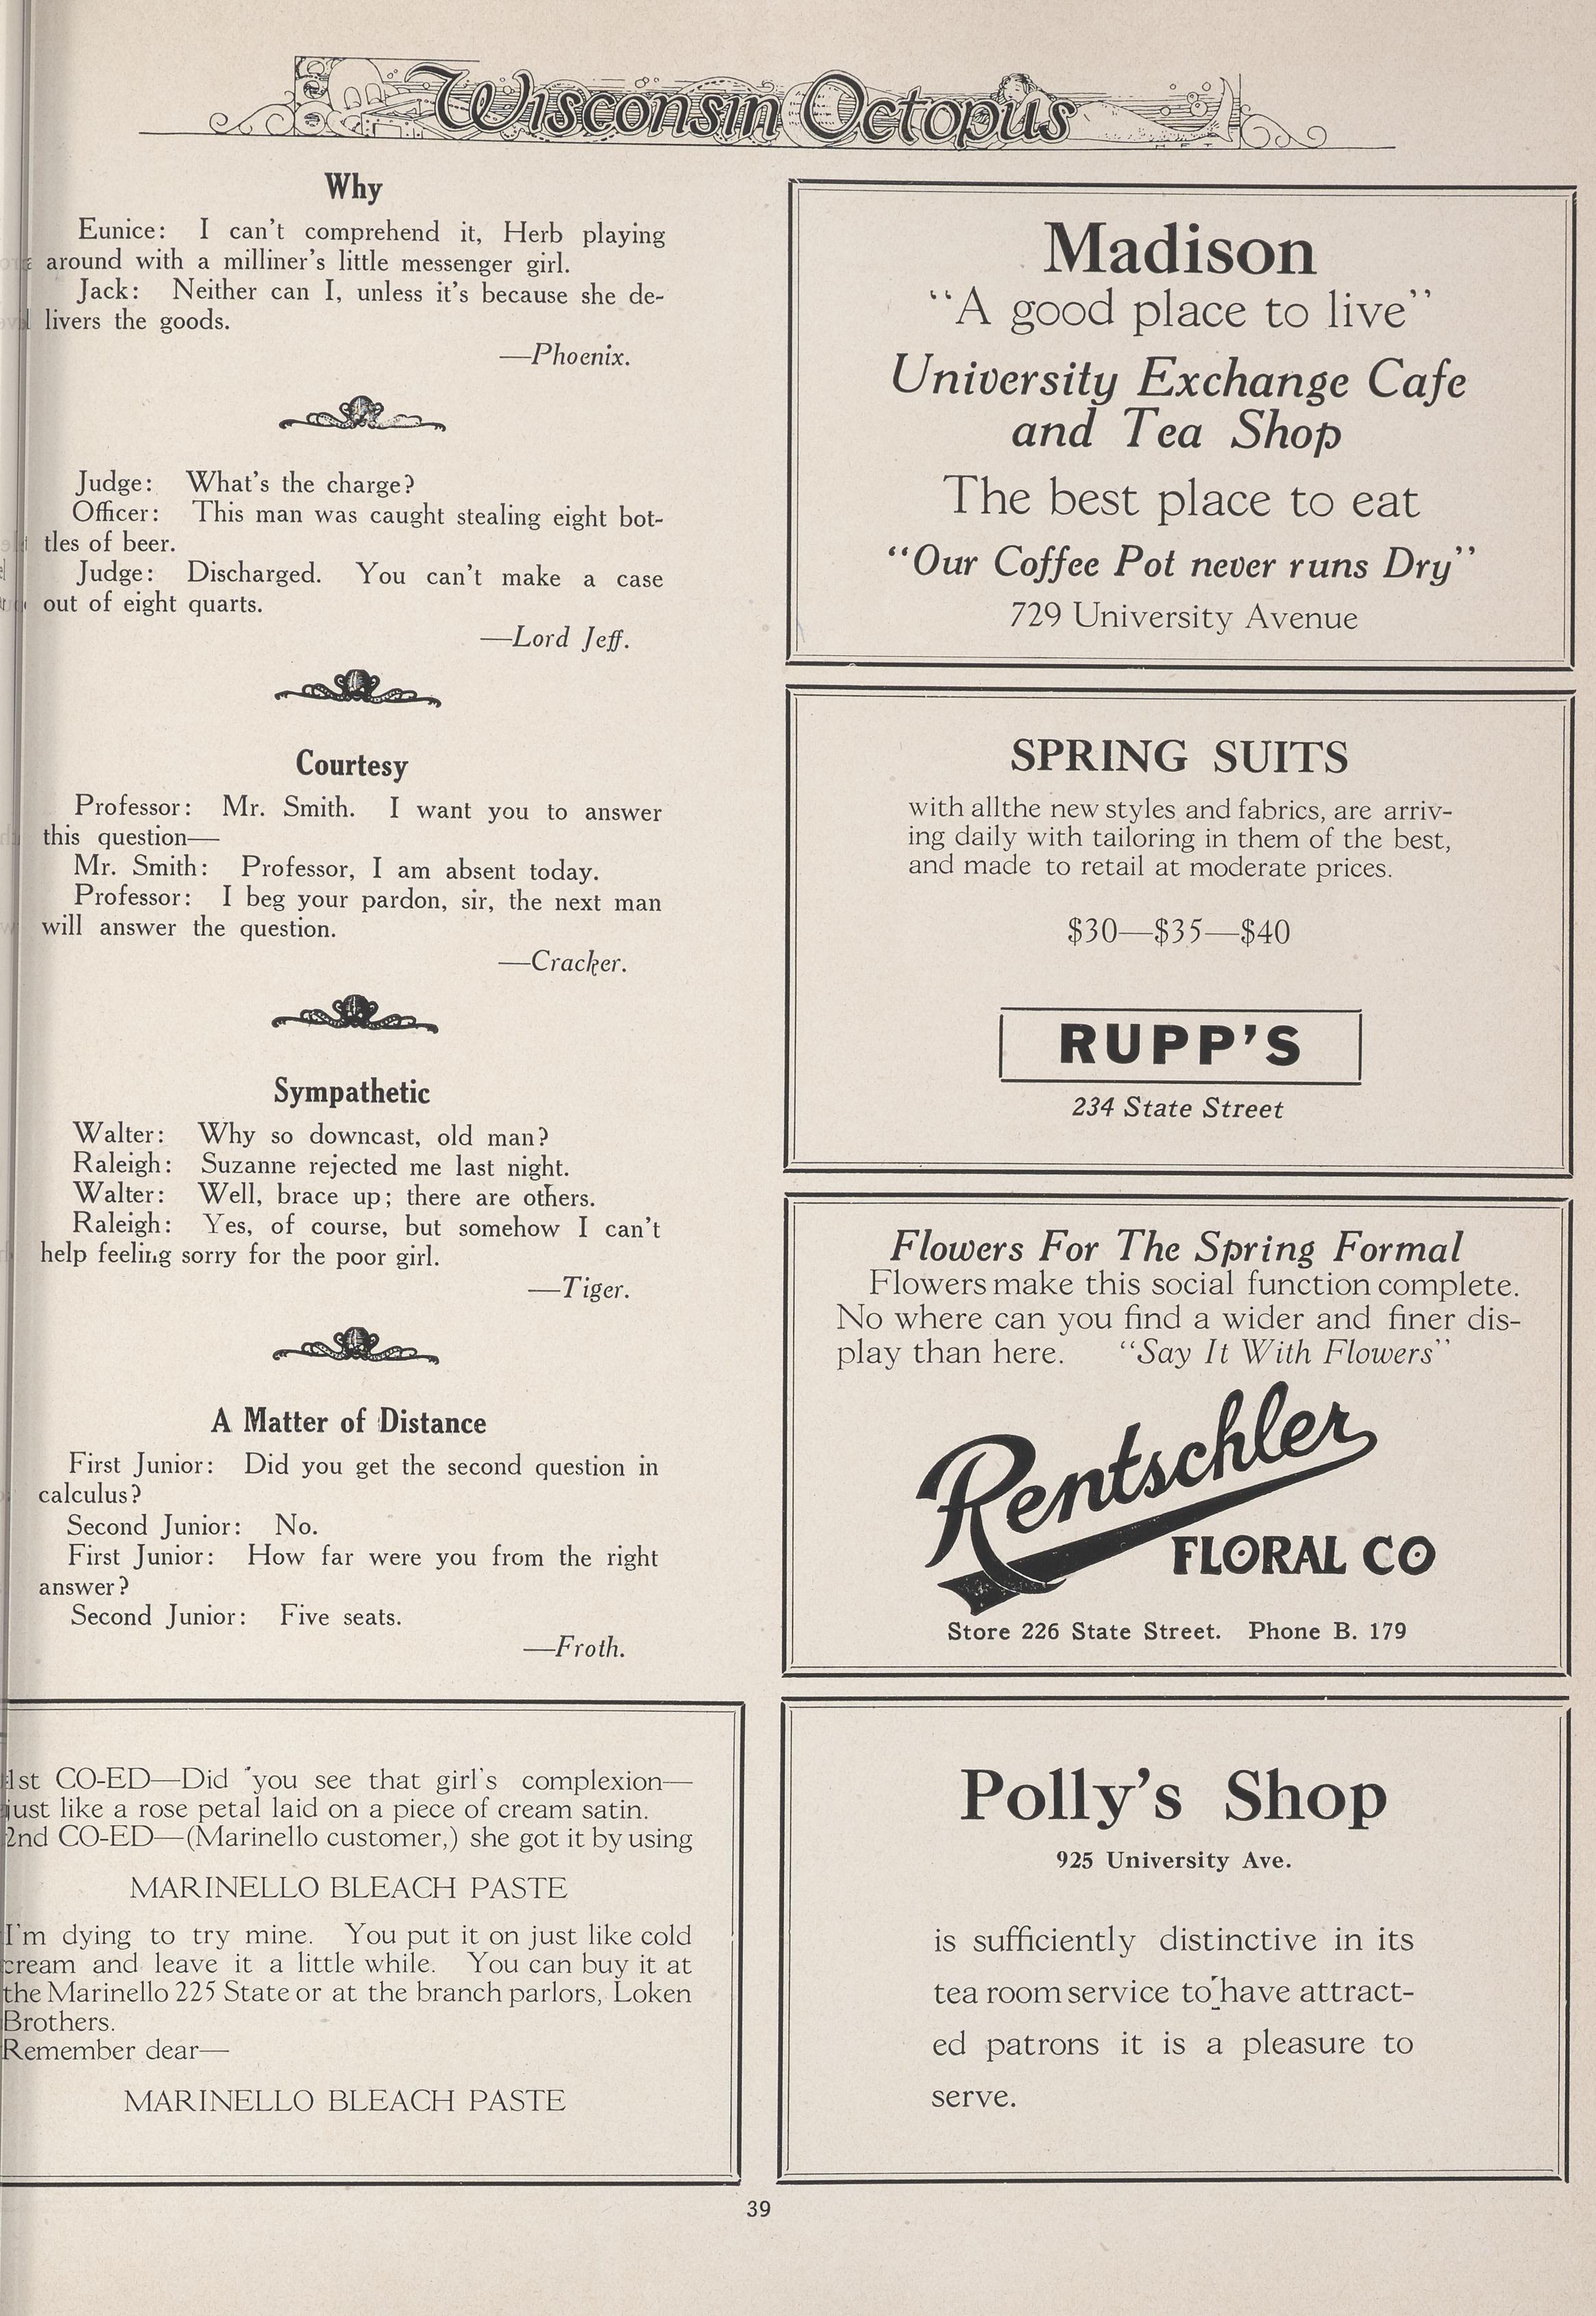 Wisconsin Octopus
Why
Eunice: I can't comprehend it, Herb playing
around with a milliner's little messenger girl.
Jack: Neither can I, unless it's because she de-
livers the goods.
—Phoenix.
Judge: What's the charge?
Officer: This man was caught stealing eight bot-
tles of beer.
Judge: Discharged. You can't make a case
out of eight quarts.
—Lord Jeff.
Courtesy
Professor: Mr. Smith. I want you to answer
this question—
Mr. Smith: Professor, I am absent today.
Professor: I beg your pardon, sir, the next man
will answer the question.
—Cracker.
Sympathetic
Walter: Why so downcast, old man?
Raleigh: Suzanne rejected me last night.
Walter: Well, brace up; there are others.
Raleigh: Yes, of course, but somehow I can't
help feeling sorry for the poor girl.
—Tiger.
A Matter of Distance
First Junior: Did you get the second question in
calculus?
Second Junior: No.
First Junior: How far were you from the right
answer?
Second Junior: Five seats.
—Froth.
1st CO-ED—Did you see that girl's complexion—
just like a rose petal laid on a piece of cream satin.
2nd CO-ED—(Marinello customer,) she got it by using
MARINELLO BLEACH PASTE
I'm dying to try mine. You put it on just like cold
cream and leave it a little while. You can buy it at
the Marinello 225 State or at the branch parlors, Loken
Brothers.
Remember dear—
MARINELLO BLEACH PASTE
Madison
"A good place to live"
University Exchange Cafe
and Tea Shop
The best place to eat
"Our Coffee Pot never runs Dry"
729 University Avenue
SPRING SUITS
with allthe new styles and fabrics, are arriv-
ing daily with tailoring in them of the best,
and made to retail at moderate prices.
$30—$35—$40
RUPP'S
234 State Street
Flowers For The Spring Formal
Flowers make this social function complete.
No where can you find a wider and finer dis-
play than here. "Say It With Flowers"
Rentschler
FLORAL CO
Store 226 State Street. Phone B. 179
Polly's Shop
925 University Ave.
is sufficiently distinctive in its
tea room service to have attract-
ed patrons it is a pleasure to
serve.
39